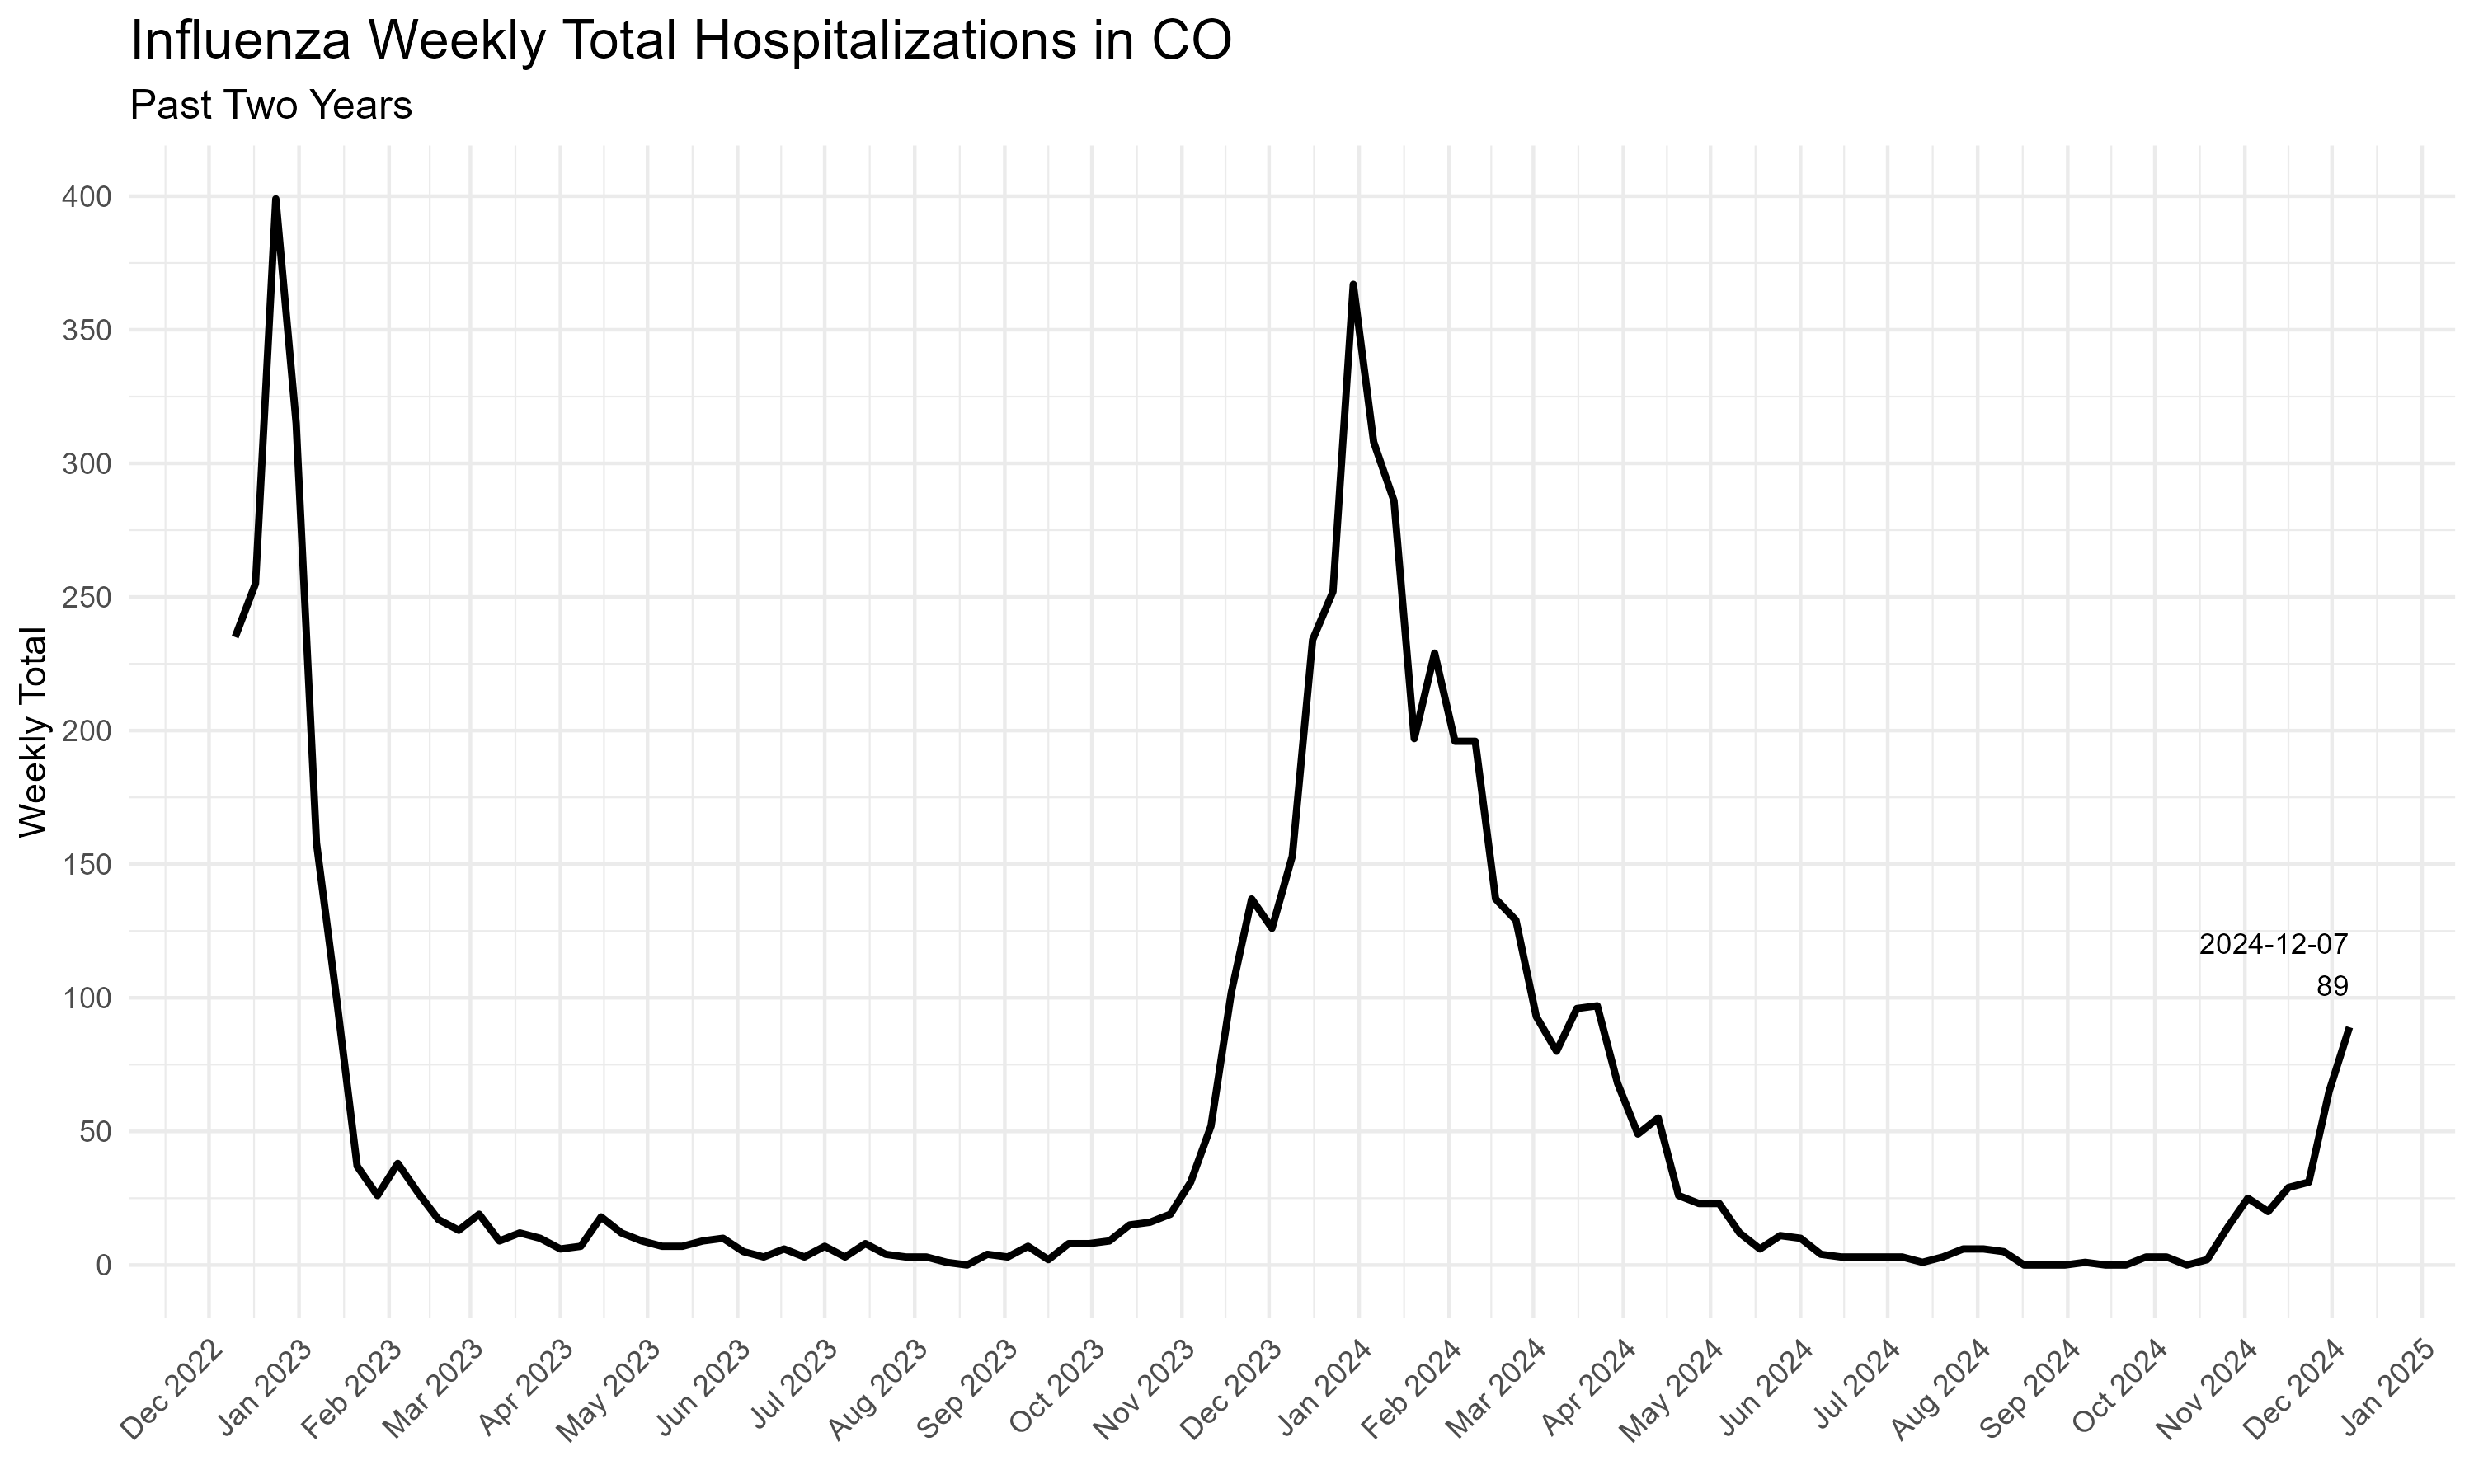 Influenza Weekly Total Hospitalizations in CO
Past Two Years
Weekly Total
400
350
300
250
200
150
100
50
0
2024-12-07
89
Dec 2022
Jan 2023
Feb 2023
Mar 2023
Apr 2023
May 2023
Jun 2023
Jul 2023
Aug 2023
Sep 2023
Oct 2023
Nov 2023
Dec 2023
Jan 2024
Feb 2024
Mar 2024
Apr 2024
May 2024
Jun 2024
Jul 2024
Aug 2024
Sep 2024
Oct 2024
Nov 2024
Dec 2024
Jan 2025